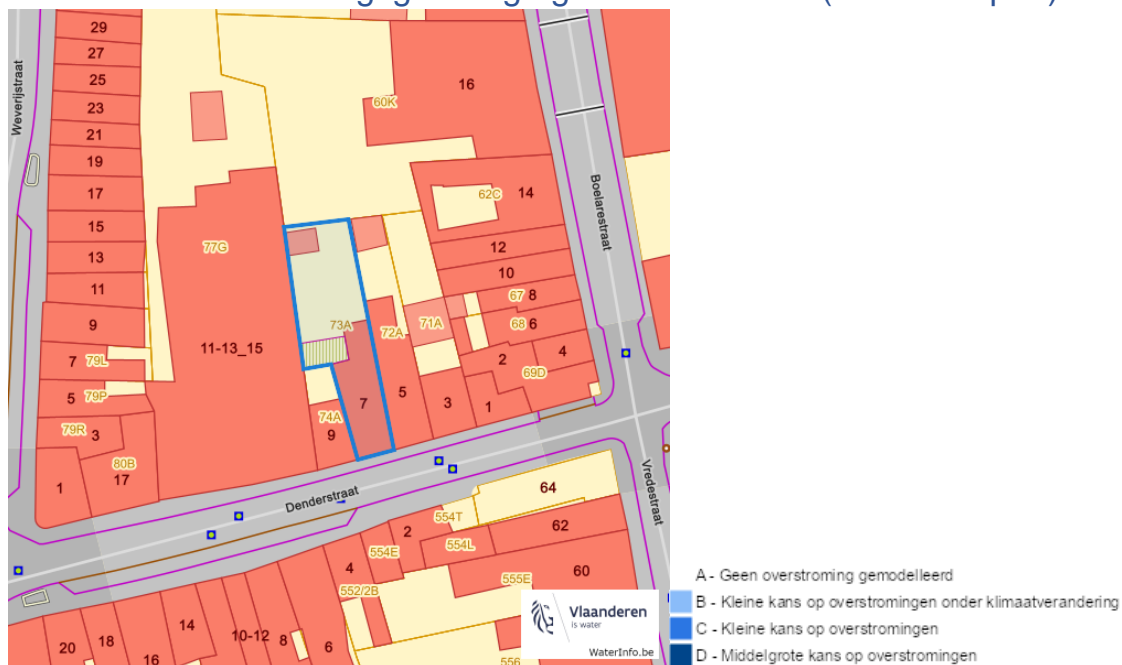 29
27
25
23
21
19
17
15
13
11
9
7 79L
5 79P
79R 3
80B
1 17
Weverijstraat
60K
16
62C 14
12
10
67 8
68 6
2 4
69D
Boelarestraat
77G
11-13_15
73A
72A
71A
74A
9 7 5 3 1
Denderstraat
Vredestraat
64
554T
2
62
554E 554L
4
60
552/2B
555E
20 18 14 10-12 8 6
16
556
Vlaanderen
is water
WaterInfo.be
A - Geen overstroming gemodelleerd
B - Kleine kans op overstromingen onder klimaatverandering
C - Kleine kans op overstromingen
D - Middelgrote kans op overstromingen